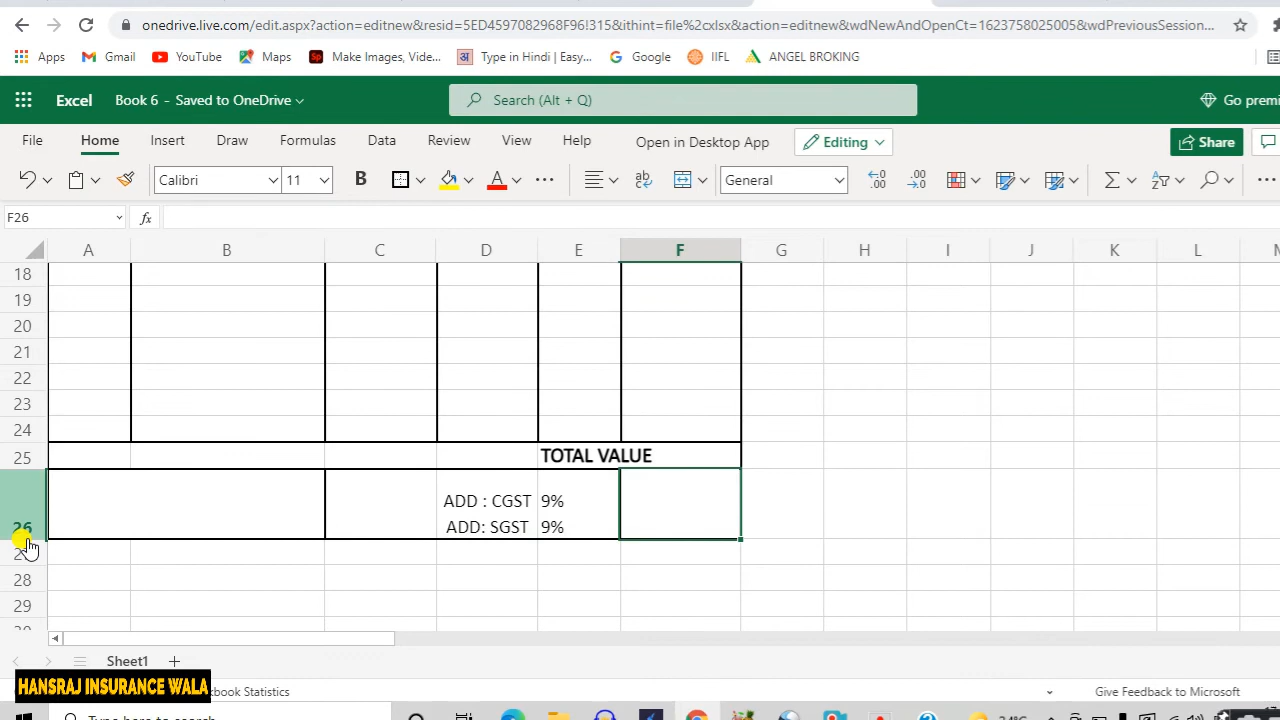 onedrive.live.com/edit.aspx?action=editnew&resid=5ED4597082968F96!315&ithint=file%2cxlsx&action=editnew&wdNewAndOpenCt=1623758025005&wdPreviousSession...
Apps Gmail YouTube Maps Make Images, Vide... Type in Hindi | Easy... Google IIFL ANGEL BROKING
Excel Book 6 - Saved to OneDrive Search (Alt + Q) Go premi
File Home Insert Draw Formulas Data Review View Help Open in Desktop App Editing Share
Calibri 11 B A General
F26 fx
A B C D E F G H I J K L M
18
19
20
21
22
23
24
25 TOTAL VALUE
ADD : CGST 9%
26 ADD: SGST 9%
28
29
Sheet1
HANSRAJ INSURANCE WALA
kbook Statistics Give Feedback to Microsoft